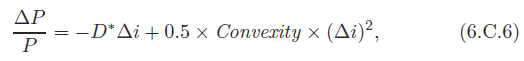 ΔP/P = −D*Δi + 0.5 × Convexity × (Δi)², (6.C.6)